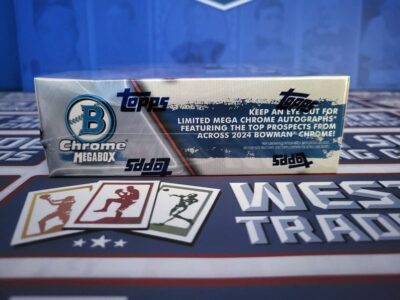 B
Chrome
MEGABOX
Topps
Topps
KEEP AN EYE OUT FOR
LIMITED MEGA CHROME AUTOGRAPHS*
FEATURING THE TOP PROSPECTS FROM
ACROSS 2024 BOWMAN CHROME!
Topps
Topps
WEST
TRAD